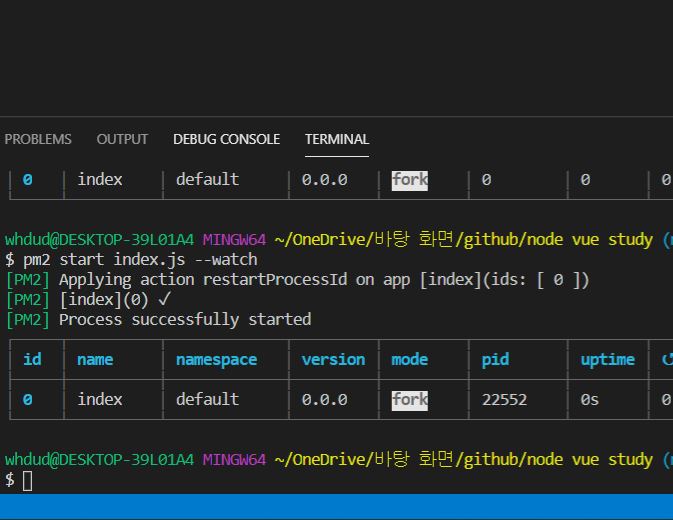 PROBLEMS OUTPUT DEBUG CONSOLE TERMINAL
0 index default 0.0.0 fork 0 0 0
whdud@DESKTOP-39L01A4 MINGW64 ~/OneDrive/바탕 화면/github/node vue study (
$ pm2 start index.js --watch
[PM2] Applying action restartProcessId on app [index](ids: [ 0 ])
[PM2] [index](0) ✓
[PM2] Process successfully started
id name namespace version mode pid uptime ↺
0 index default 0.0.0 fork 22552 0s 0
whdud@DESKTOP-39L01A4 MINGW64 ~/OneDrive/바탕 화면/github/node vue study (
$